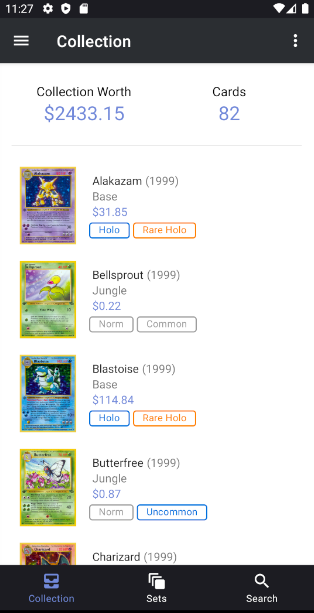 11:27
Collection
Collection Worth
Cards
$2433.15
82
Alakazam (1999)
Base
$31.85
Holo
Rare Holo
Bellsprout (1999)
Jungle
$0.22
Norm
Common
Blastoise (1999)
Base
$114.84
Holo
Rare Holo
Butterfree (1999)
Jungle
$0.87
Norm
Uncommon
Charizard (1999)
Collection
Sets
Search